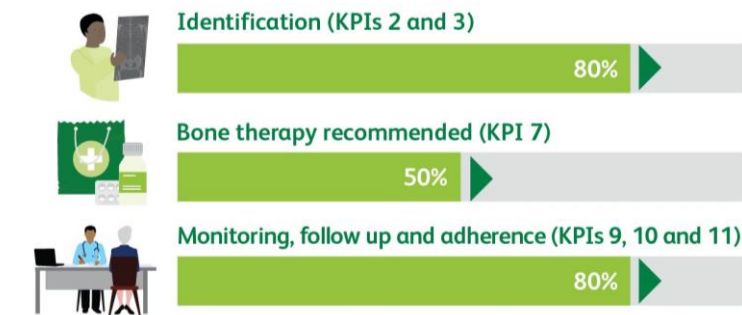 Identification (KPIs 2 and 3)
80%
Bone therapy recommended (KPI 7)
50%
Monitoring, follow up and adherence (KPIs 9, 10 and 11)
80%